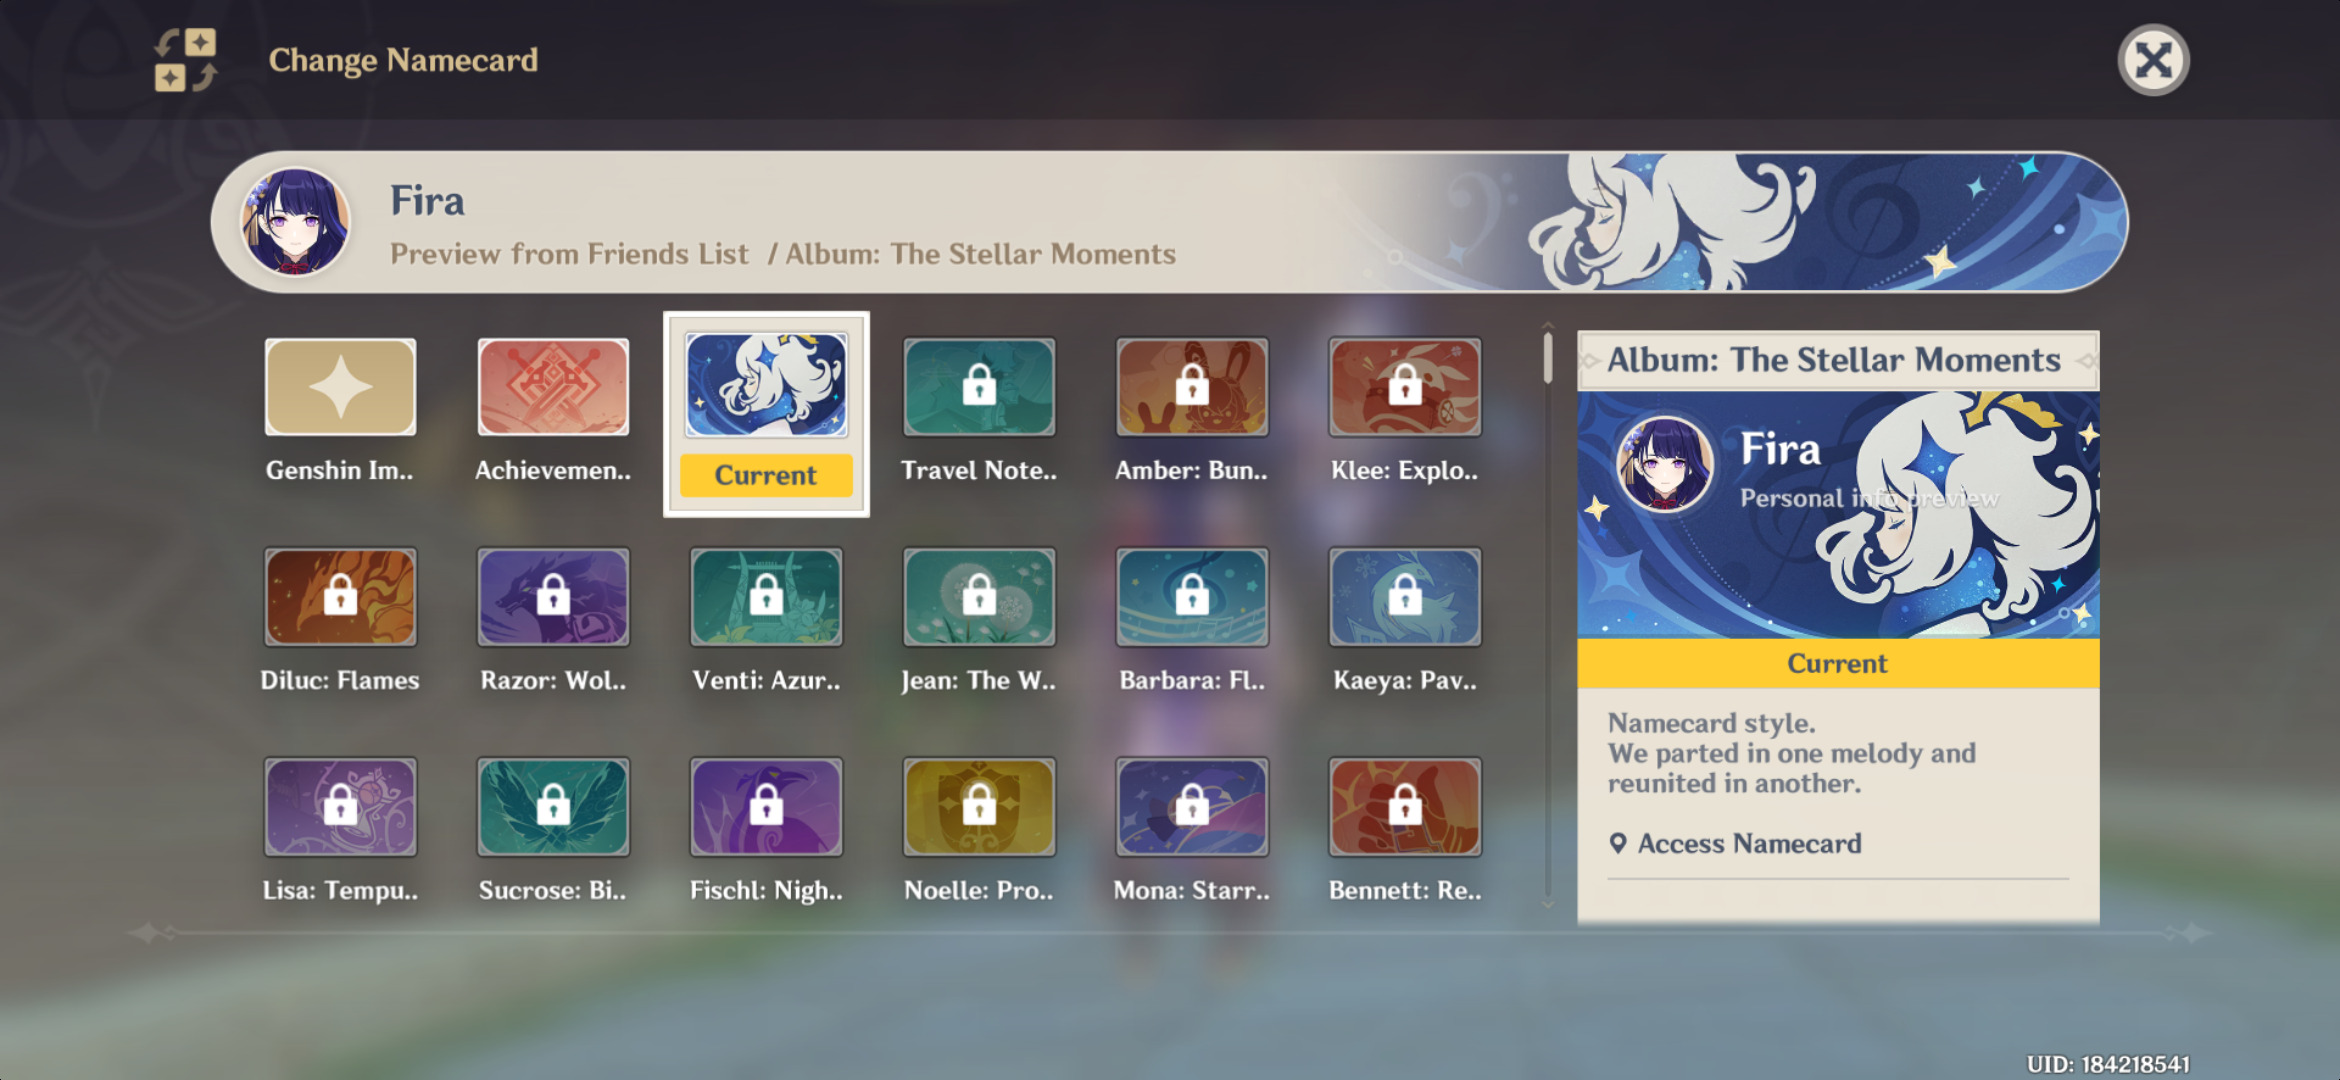 Change Namecard
Fira
Preview from Friends List / Album: The Stellar Moments
Genshin Im..
Achievemen..
Current
Travel Note..
Amber: Bun..
Klee: Explo..
Diluc: Flames
Razor: Wol..
Venti: Azur..
Jean: The W..
Barbara: Fl..
Kaeya: Pav..
Lisa: Tempu..
Sucrose: Bi..
Fischl: Nigh..
Noelle: Pro..
Mona: Starr..
Bennett: Re..
Album: The Stellar Moments
Fira
Personal info preview
Current
Namecard style.
We parted in one melody and
reunited in another.
Access Namecard
UID: 184218541